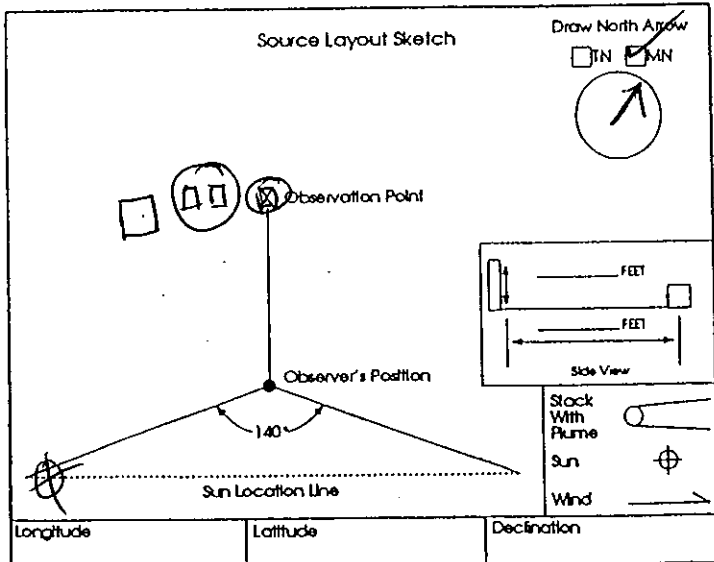 Source Layout Sketch
Draw North Arrow
TN MN
Observation Point
FEET
FEET
Side View
Observer's Position
140°
Sun Location Line
Stack
With
Plume
Sun
Wind
Longitude Latitude Declination